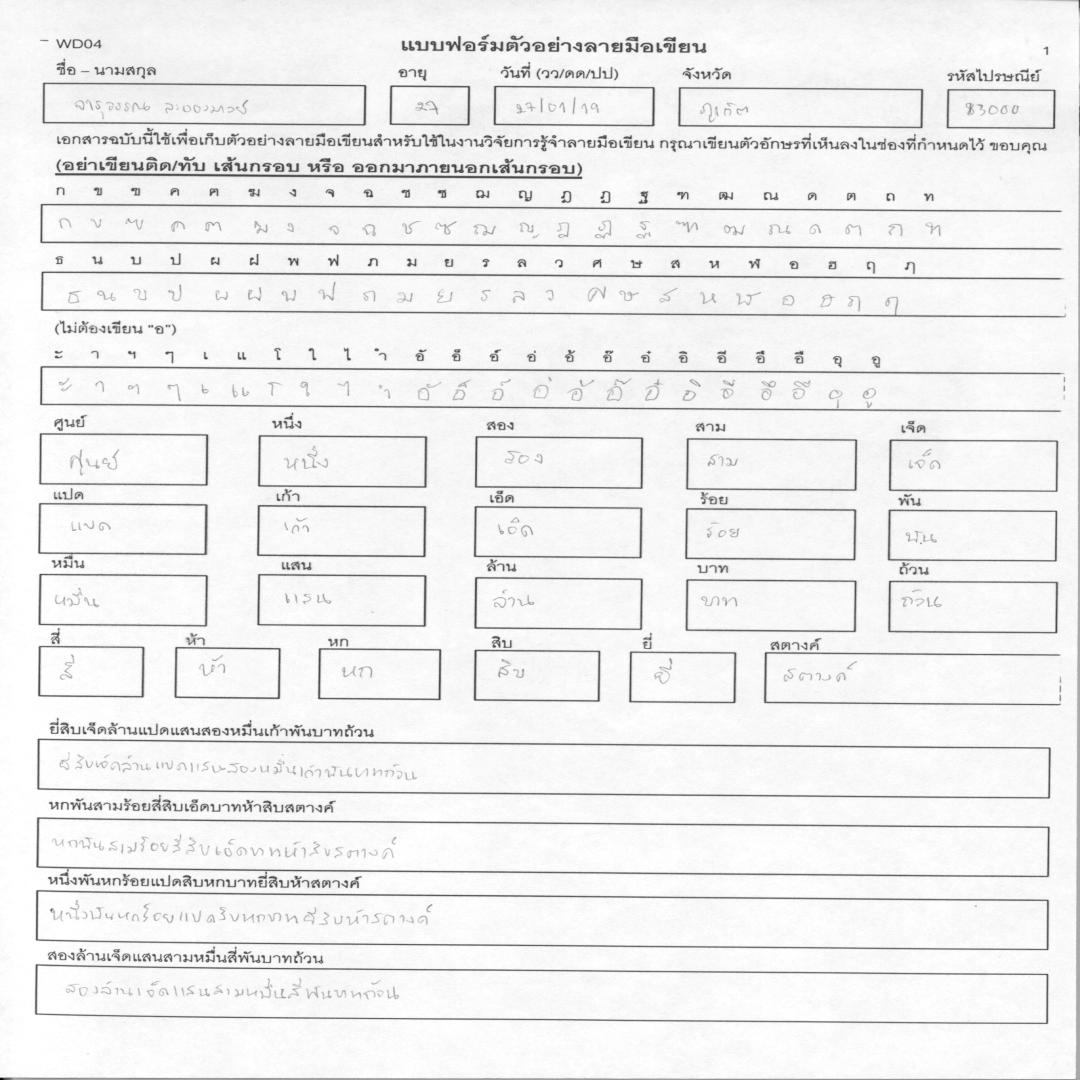 WD04 แบบฟอร์มตัวอย่างลายมือเขียน 1
ชื่อ – นามสกุล อายุ วันที่ (วว/ดด/ปป) จังหวัด รหัสไปรษณีย์
จารุวรรณ 27 27/01/19 ภูเก็ต 83000
เอกสารฉบับนี้ใช้เพื่อเก็บตัวอย่างลายมือเขียนสำหรับใช้ในงานวิจัยการรู้จำลายมือเขียน กรุณาเขียนตัวอักษรที่เห็นลงในช่องที่กำหนดไว้ ขอบคุณ
(อย่าเขียนติด/ทับ เส้นกรอบ หรือ ออกมาภายนอกเส้นกรอบ)
ก ข ฃ ค ฅ ฆ ง จ ฉ ช ซ ฌ ญ ฎ ฏ ฐ ฑ ฒ ณ ด ต ถ ท
ก ข ฃ ค ฅ ฆ ง จ ฉ ช ซ ฌ ญ ฎ ฏ ฐ ฑ ฒ ณ ด ต ถ ท
ธ น บ ป ผ ฝ พ ฟ ภ ม ย ร ล ว ศ ษ ส ห ฬ อ ฮ ฤ ฦ
ธ น บ ป ผ ฝ พ ฟ ภ ม ย ร ล ว ศ ษ ส ห ฬ อ ฮ ฤ ฦ
(ไม่ต้องเขียน “อ”)
ะ า ฯ ๆ เ แ โ ใ ไ ำ อั อ็ อ์ อ่ อ้ อ๊ อ๋ อิ อี อึ อื อุ อู
ะ า ฯ ๆ เ แ โ ใ ไ ำ อั อ็ อ์ อ่ อ้ อ๊ อ๋ อิ อี อึ อื อุ อู
ศูนย์ หนึ่ง สอง สาม เจ็ด
ศูนย์ หนึ่ง สอง สาม เจ็ด
แปด เก้า เอ็ด ร้อย พัน
แปด เก้า เอ็ด ร้อย พัน
หมื่น แสน ล้าน บาท ถ้วน
หมื่น แสน ล้าน บาท ถ้วน
สี่ ห้า หก สิบ ยี่ สตางค์
สี่ ห้า หก สิบ ยี่ สตางค์
ยี่สิบเจ็ดล้านแปดแสนสองหมื่นเก้าพันบาทถ้วน
ยี่สิบเจ็ดล้านแปดแสนสองหมื่นเก้าพันบาทถ้วน
หกพันสามร้อยสี่สิบเอ็ดบาทห้าสิบสตางค์
หกพันสามร้อยสี่สิบเอ็ดบาทห้าสิบสตางค์
หนึ่งพันหกร้อยแปดสิบหกบาทยี่สิบห้าสตางค์
หนึ่งพันหกร้อยแปดสิบหกบาทยี่สิบห้าสตางค์
สองล้านเจ็ดแสนสามหมื่นสี่พันบาทถ้วน
สองล้านเจ็ดแสนสามหมื่นสี่พันบาทถ้วน